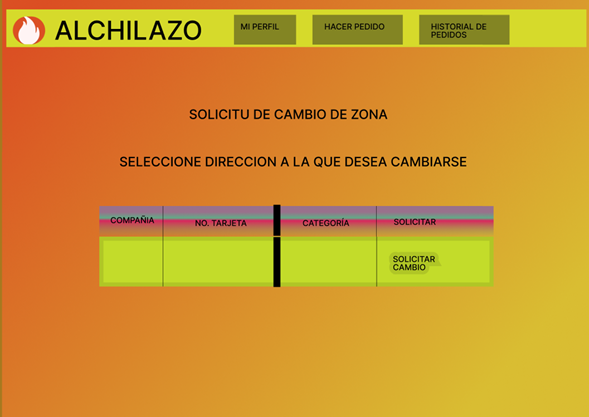 ALCHILAZO
MI PERFIL
HACER PEDIDO
HISTORIAL DE
PEDIDOS
SOLICITU DE CAMBIO DE ZONA
SELECCIONE DIRECCION A LA QUE DESEA CAMBIARSE
COMPAÑIA
NO. TARJETA
CATEGORÍA
SOLICITAR
SOLICITAR
CAMBIO